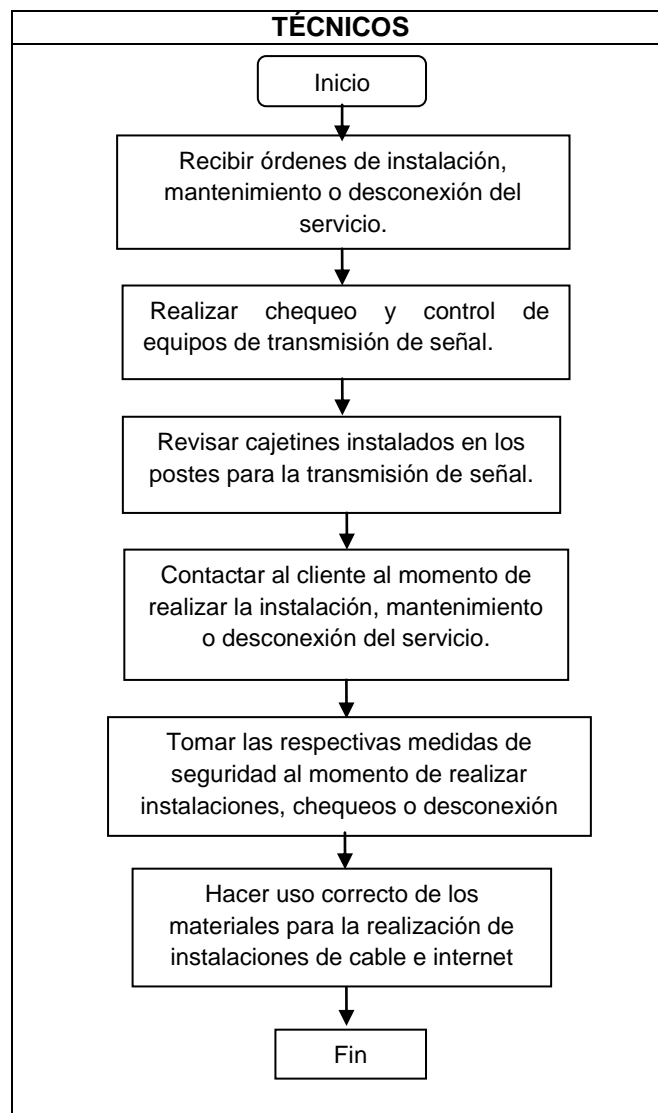 TÉCNICOS
Inicio
Recibir órdenes de instalación,
mantenimiento o desconexión del
servicio.
Realizar chequeo y control de
equipos de transmisión de señal.
Revisar cajetines instalados en los
postes para la transmisión de señal.
Contactar al cliente al momento de
realizar la instalación, mantenimiento
o desconexión del servicio.
Tomar las respectivas medidas de
seguridad al momento de realizar
instalaciones, chequeos o desconexión
Hacer uso correcto de los
materiales para la realización de
instalaciones de cable e internet
Fin